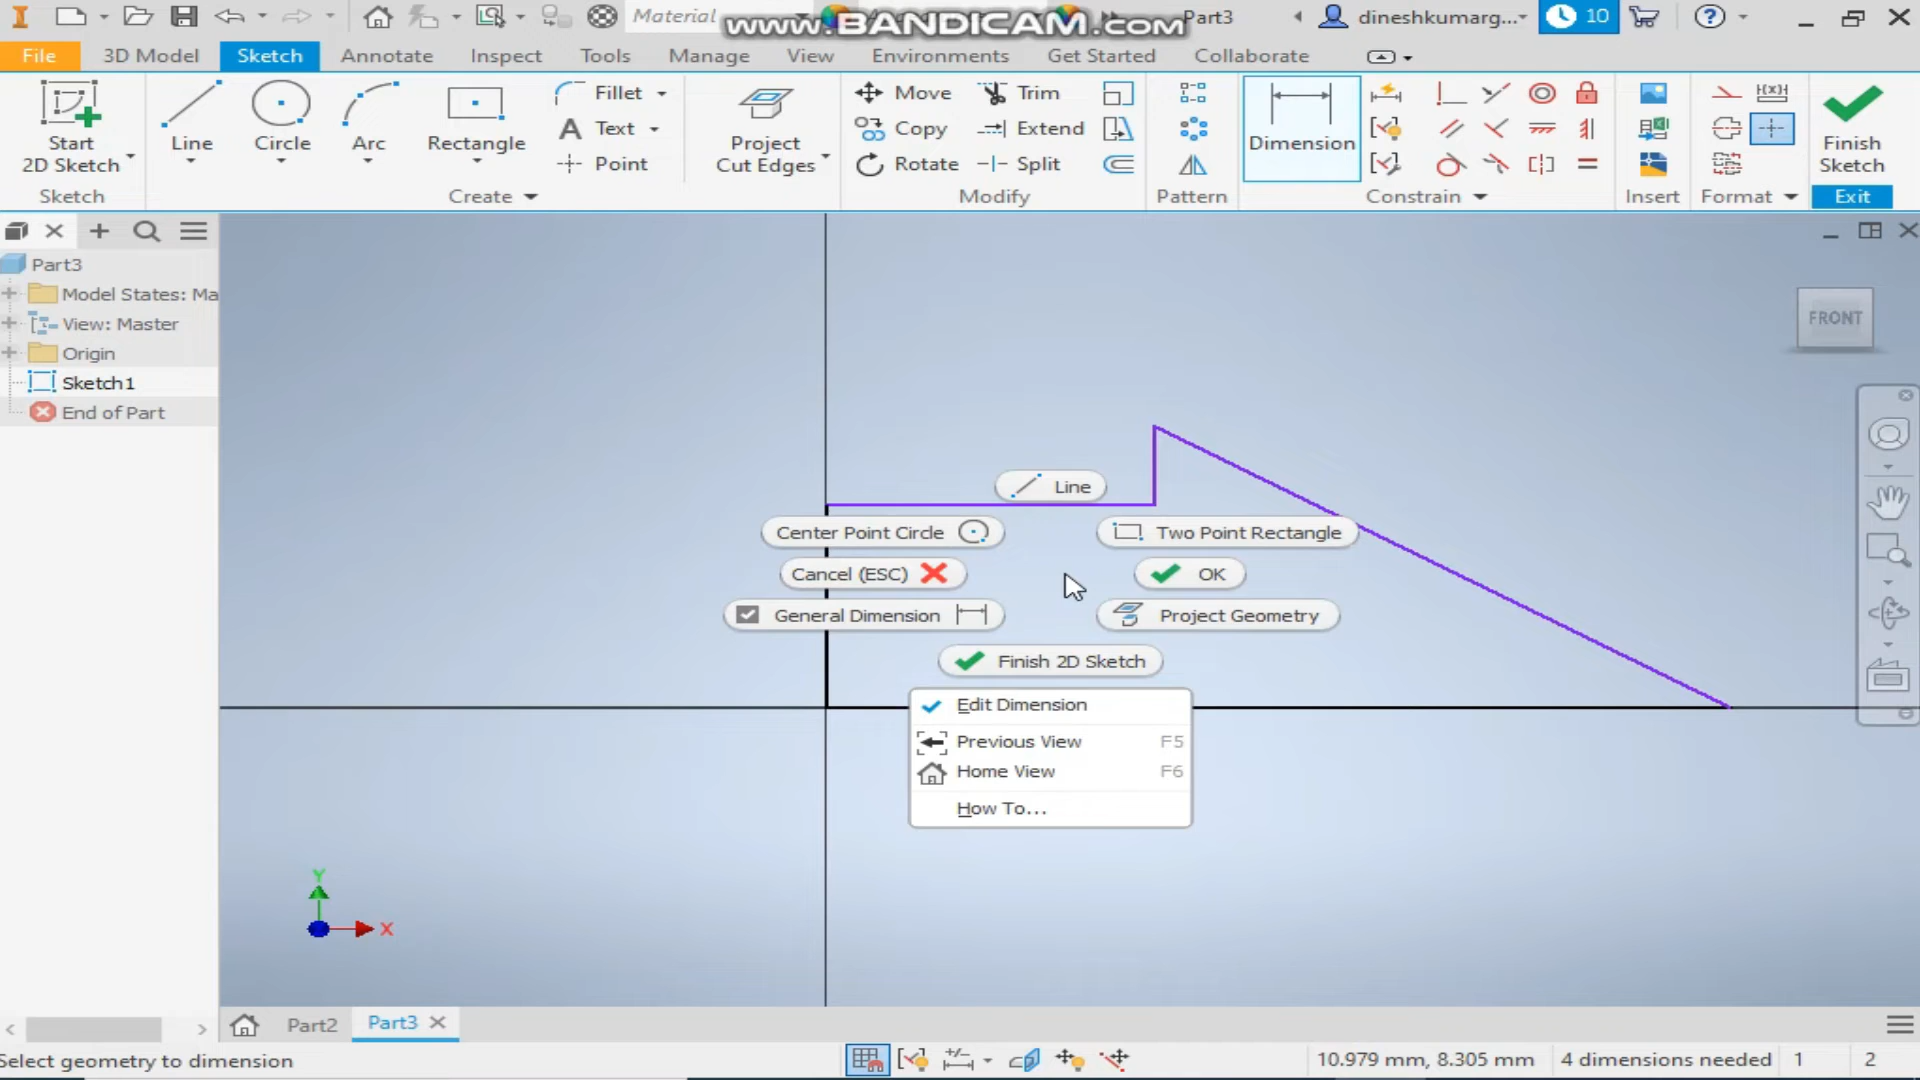 Material
www.BANDICAM.com
Part3
dineshkumarg...
10
File
3D Model
Sketch
Annotate
Inspect
Tools
Manage
View
Environments
Get Started
Collaborate
Start
2D Sketch
Line
Circle
Arc
Rectangle
Fillet
Text
Point
Project
Cut Edges
Move
Trim
Copy
Extend
Rotate
Split
Dimension
Finish
Sketch
Sketch
Create
Modify
Pattern
Constrain
Insert
Format
Exit
Part3
Model States: Ma
View: Master
Origin
Sketch1
End of Part
FRONT
Line
Center Point Circle
Two Point Rectangle
Cancel (ESC)
OK
General Dimension
Project Geometry
Finish 2D Sketch
Edit Dimension
Previous View F5
Home View F6
How To...
Y
X
Part2
Part3
Select geometry to dimension
10.979 mm, 8.305 mm
4 dimensions needed
1
2